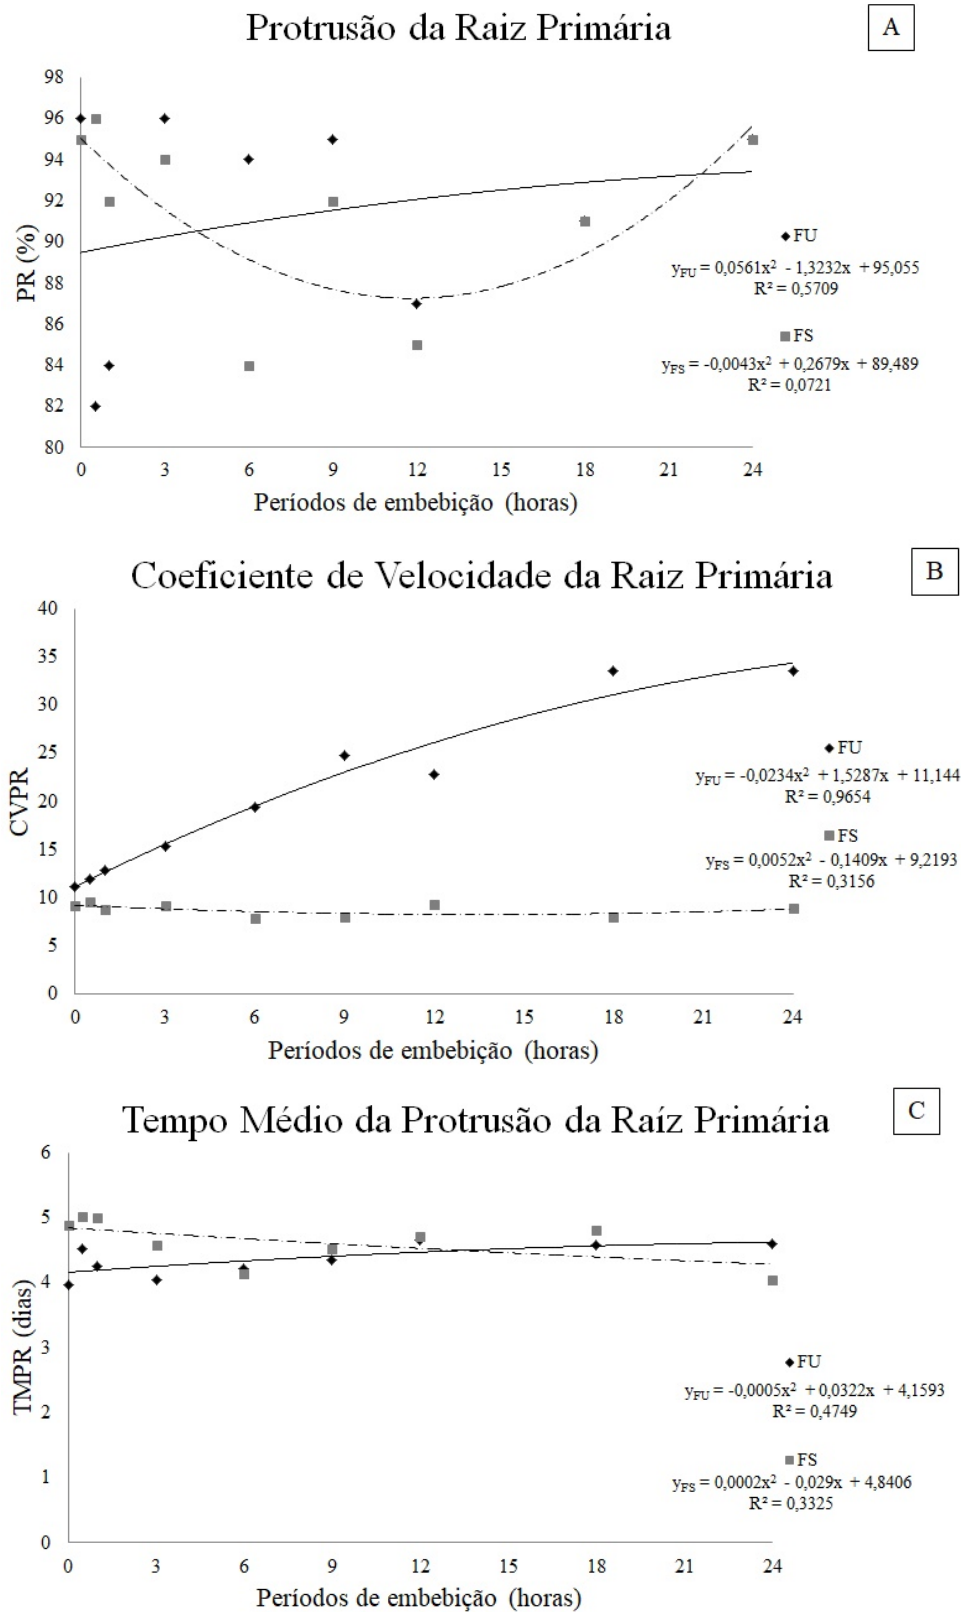 Protrusão da Raiz Primária
A
98
96
94
92
90
88
86
84
82
80
PR (%)
0 3 6 9 12 15 18 21 24
Períodos de embebição (horas)
FU
yFU = 0,0561x² - 1,3232x + 95,055
R² = 0,5709
FS
yFS = -0,0043x² + 0,2679x + 89,489
R² = 0,0721
Coeficiente de Velocidade da Raiz Primária
B
40
35
30
25
20
15
10
5
0
CVPR
0 3 6 9 12 15 18 21 24
Períodos de embebição (horas)
FU
yFU = -0,0234x² + 1,5287x + 11,144
R² = 0,9654
FS
yFS = 0,0052x² - 0,1409x + 9,2193
R² = 0,3156
Tempo Médio da Protrusão da Raíz Primária
C
6
5
4
3
2
1
0
TMPR (dias)
0 3 6 9 12 15 18 21 24
Períodos de embebição (horas)
FU
yFU = -0,0005x² + 0,0322x + 4,1593
R² = 0,4749
FS
yFS = 0,0002x² - 0,029x + 4,8406
R² = 0,3325